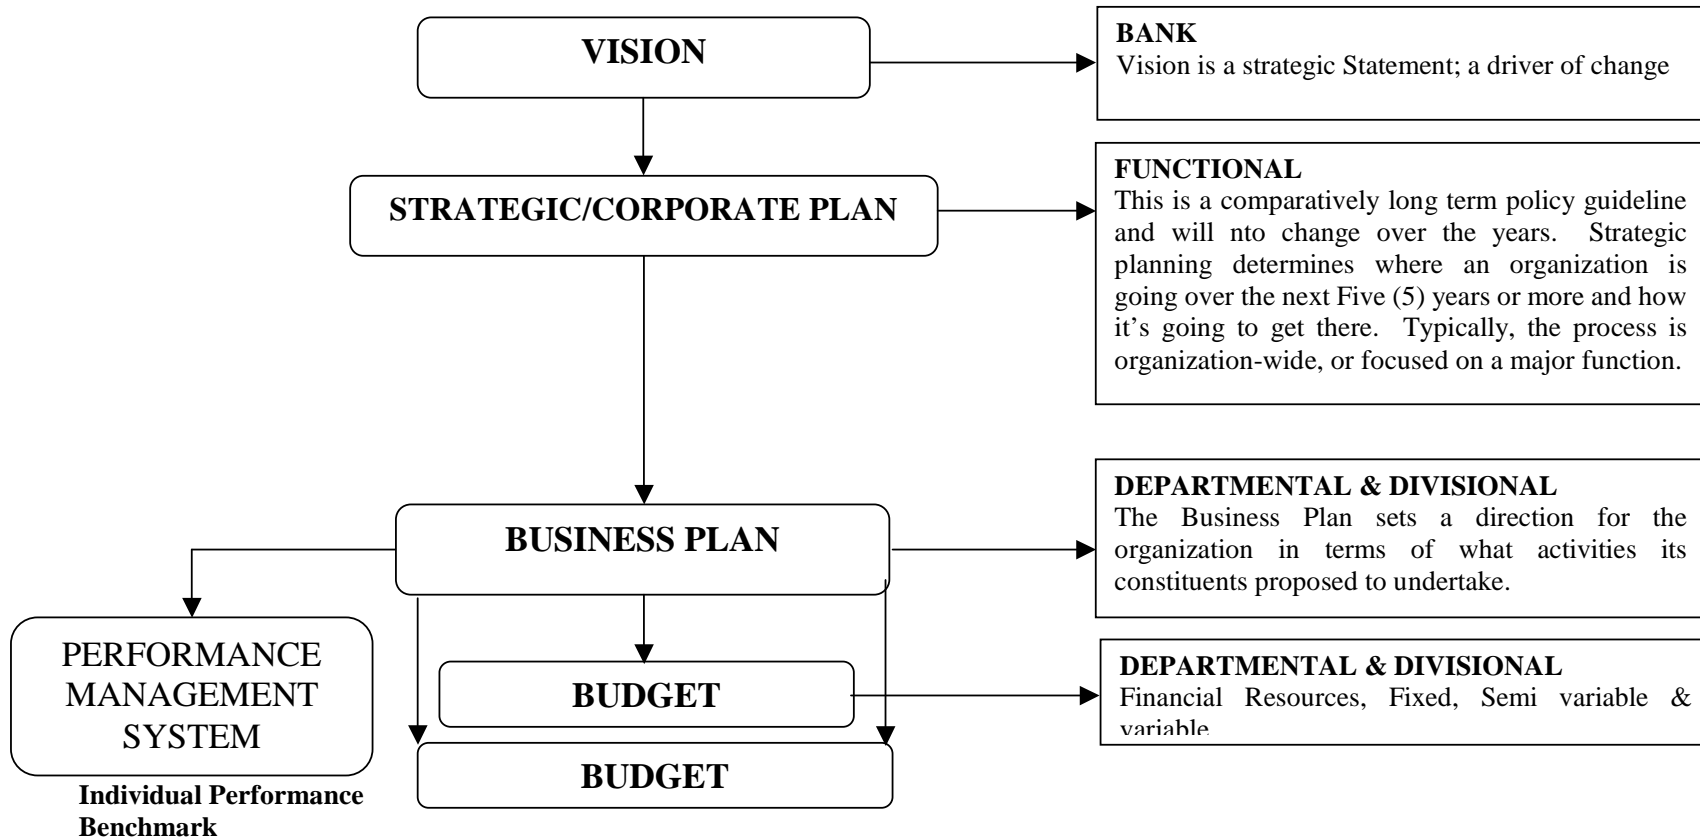 VISION
BANK
Vision is a strategic Statement; a driver of change
STRATEGIC/CORPORATE PLAN
FUNCTIONAL
This is a comparatively long term policy guideline
and will nto change over the years. Strategic
planning determines where an organization is
going over the next Five (5) years or more and how
it’s going to get there. Typically, the process is
organization-wide, or focused on a major function.
BUSINESS PLAN
DEPARTMENTAL & DIVISIONAL
The Business Plan sets a direction for the
organization in terms of what activities its
constituents proposed to undertake.
PERFORMANCE
MANAGEMENT
SYSTEM
Individual Performance
Benchmark
BUDGET
DEPARTMENTAL & DIVISIONAL
Financial Resources, Fixed, Semi variable &
variable
BUDGET